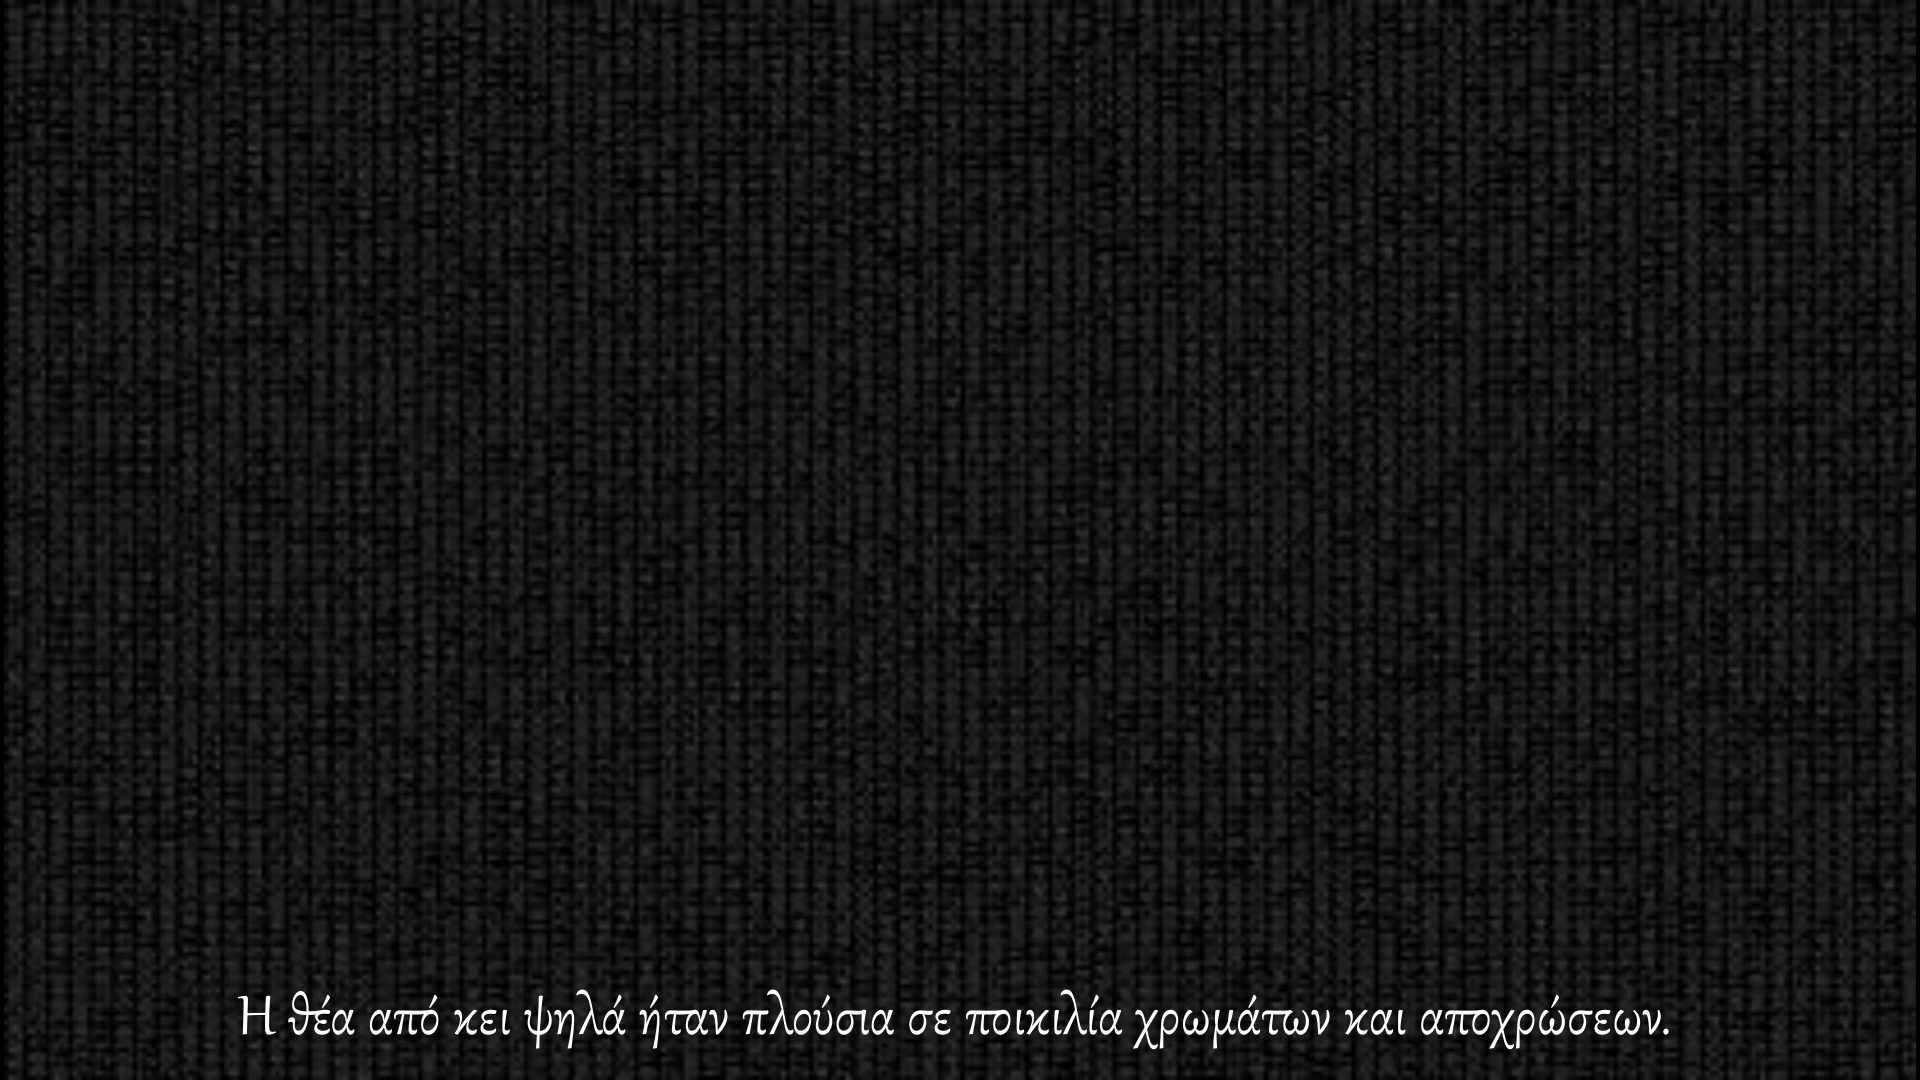 Η θέα από κει ψηλά ήταν πλούσια σε ποικιλία χρωμάτων και αποχρώσεων.